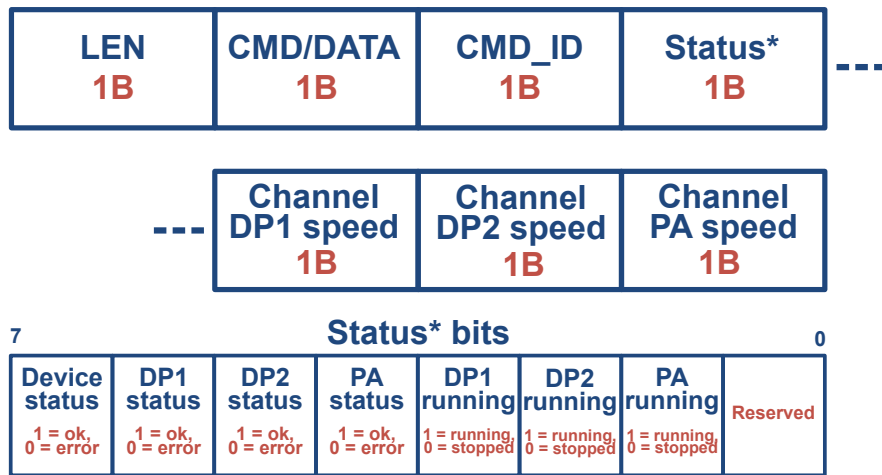 LEN CMD/DATA CMD_ID Status*
1B 1B 1B 1B
Channel Channel Channel
DP1 speed DP2 speed PA speed
1B 1B 1B
7 Status* bits 0
Device DP1 DP2 PA DP1 DP2 PA
status status status status running running running Reserved
1 = ok, 1 = ok, 1 = ok, 1 = ok, 1 = running, 1 = running, 1 = running,
0 = error 0 = error 0 = error 0 = error 0 = stopped 0 = stopped 0 = stopped